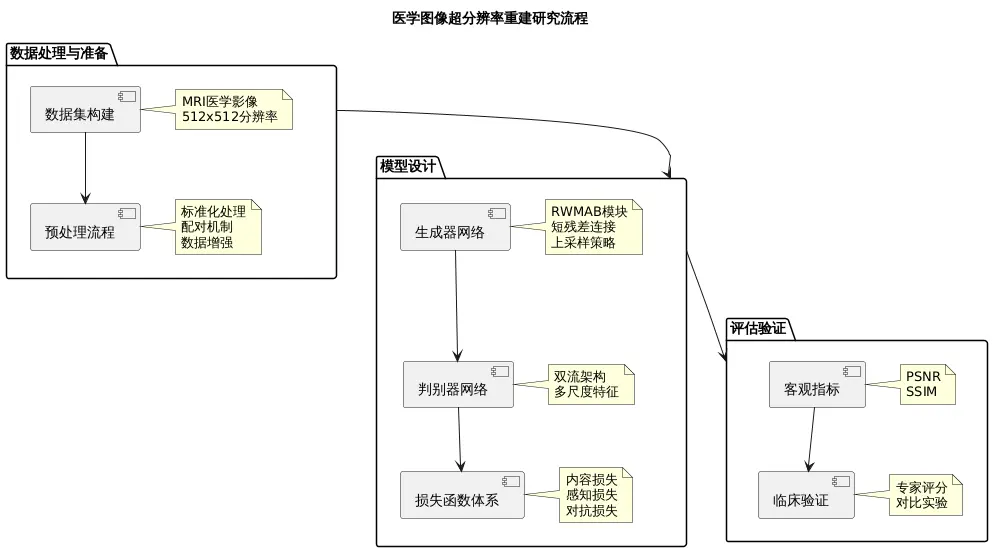 医学图像超分辨率重建研究流程
数据处理与准备
数据集构建
MRI医学影像
512x512分辨率
预处理流程
标准化处理
配对机制
数据增强
模型设计
生成器网络
RWMAB模块
短残差连接
上采样策略
判别器网络
双流架构
多尺度特征
损失函数体系
内容损失
感知损失
对抗损失
评估验证
客观指标
PSNR
SSIM
临床验证
专家评分
对比实验